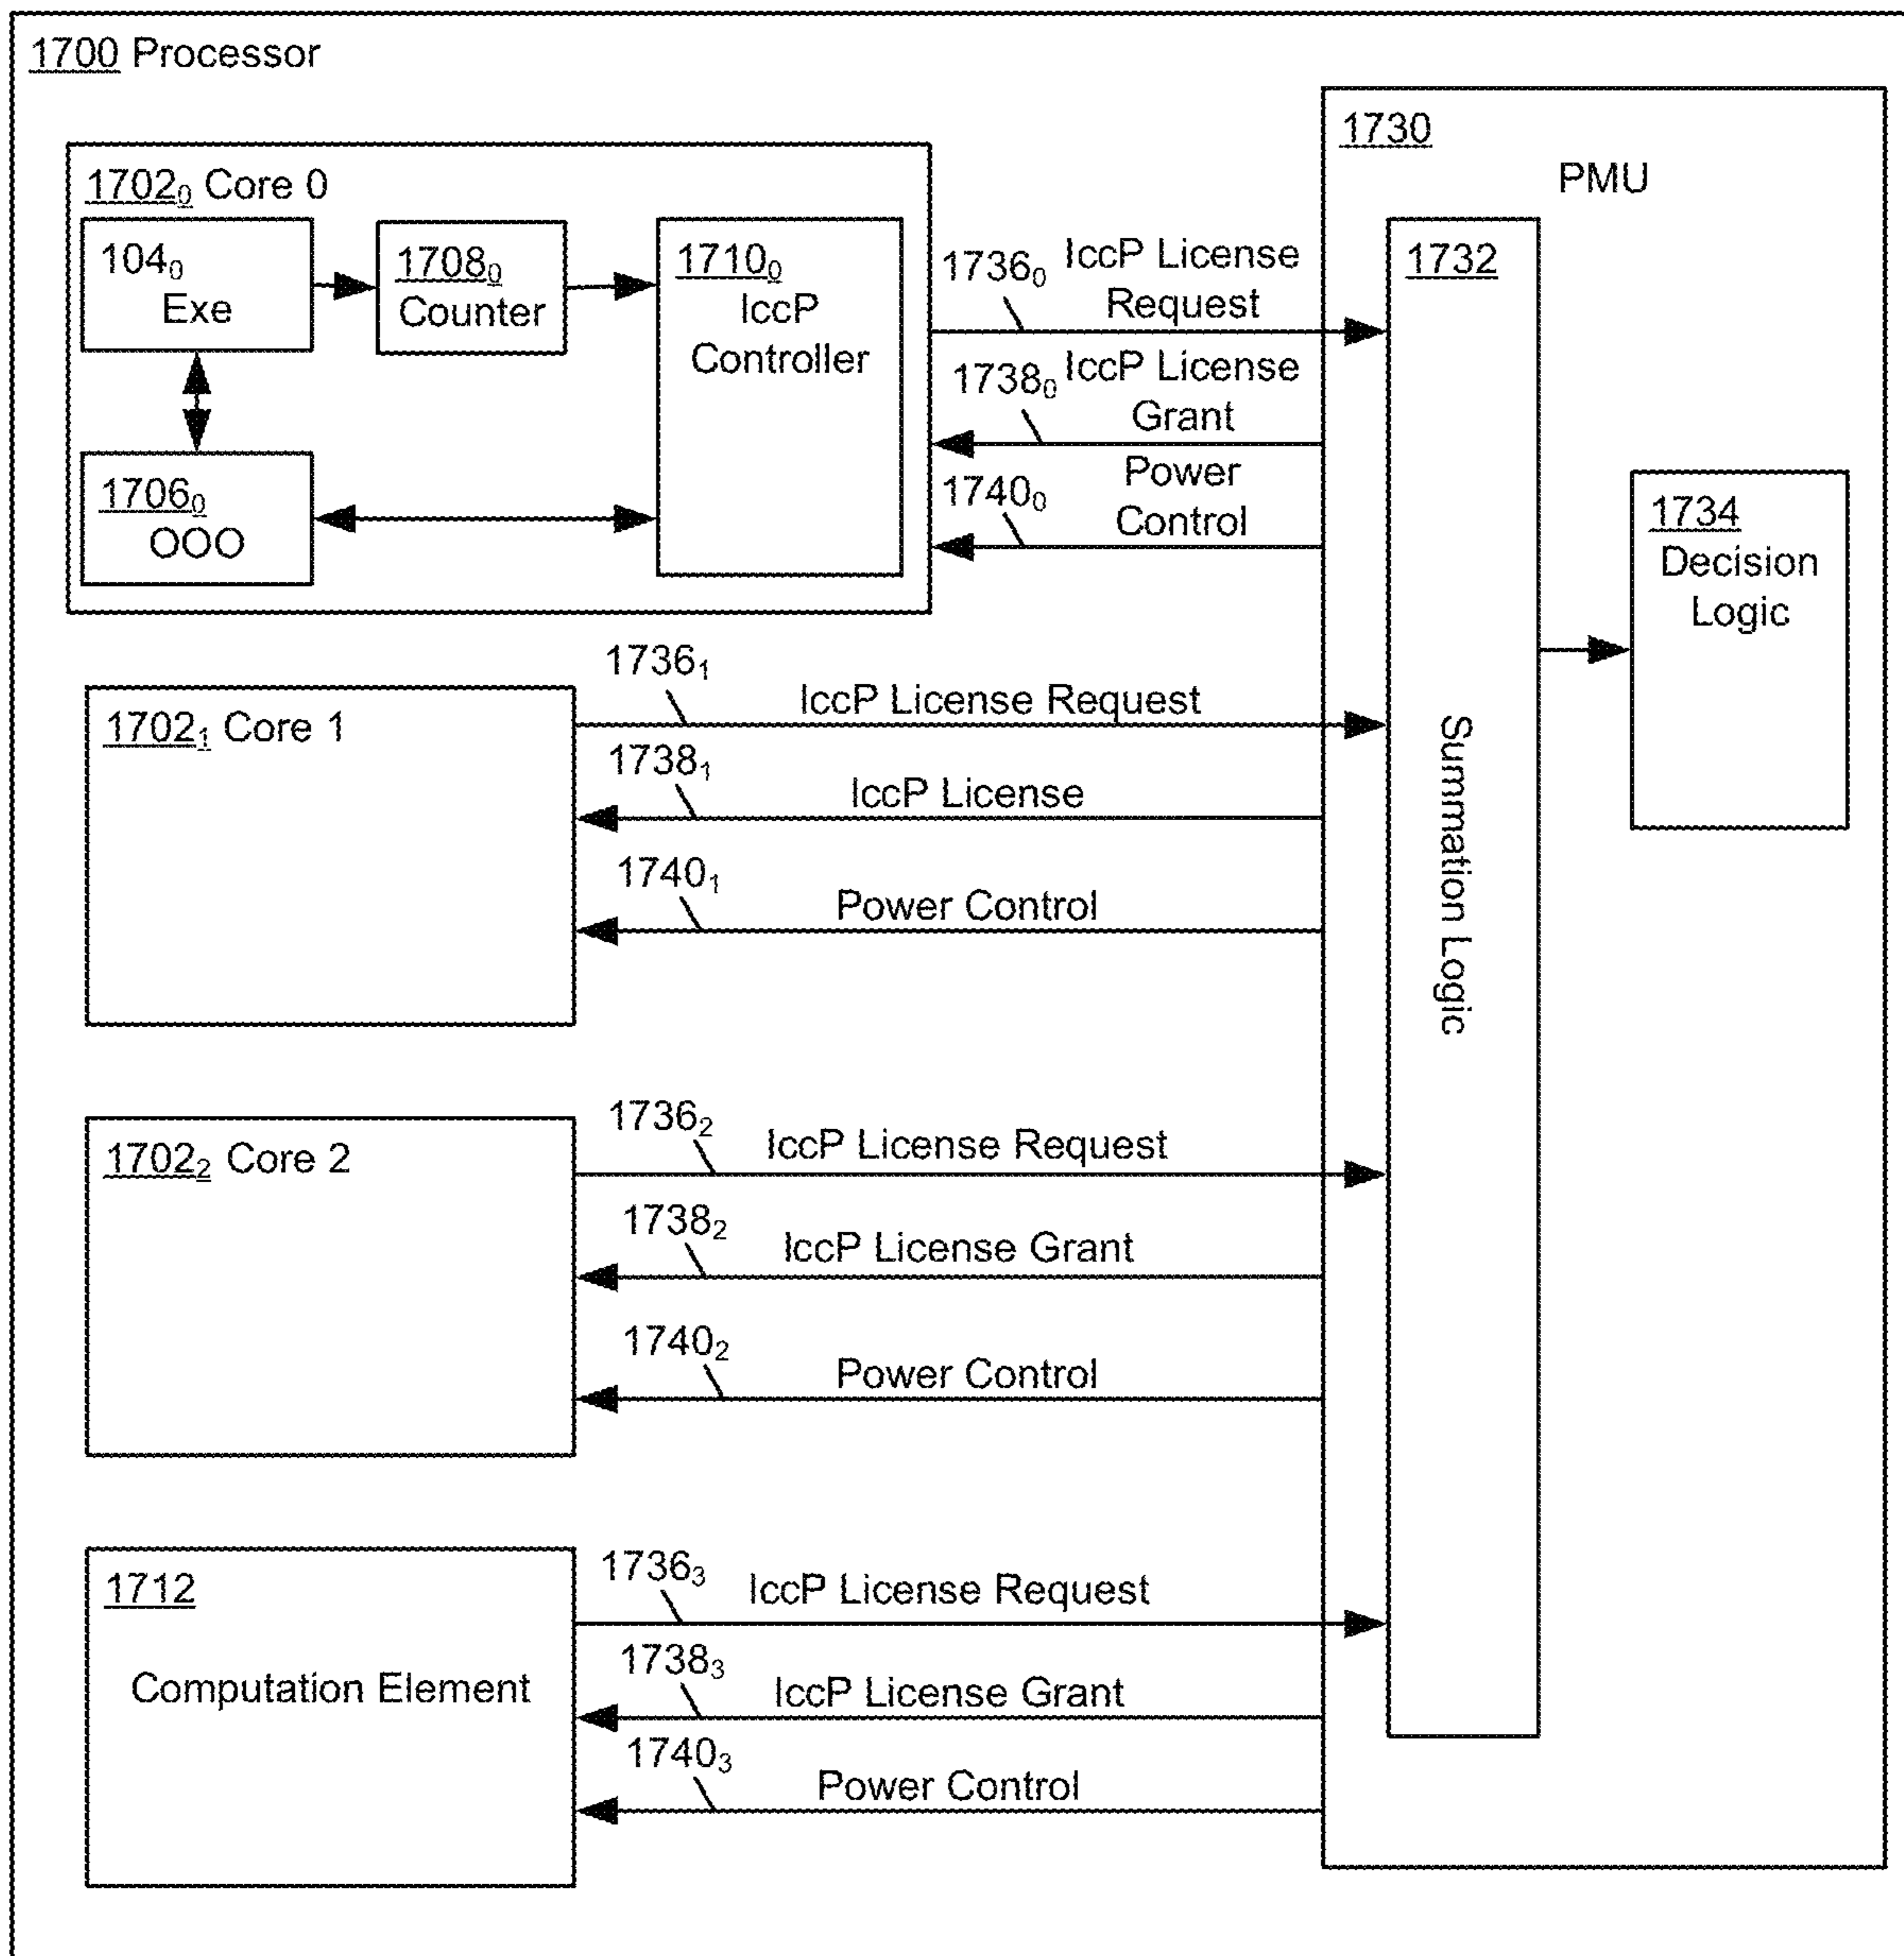 1700 Processor
1730
PMU
1702₀ Core 0
104₀
Exe
1708₀
Counter
1710₀
IccP
Controller
1706₀
OOO
1736₀
IccP License
Request
1738₀
IccP License
Grant
1740₀
Power
Control
1732
Summation Logic
1734
Decision
Logic
1702₁ Core 1
1736₁
IccP License Request
1738₁
IccP License
1740₁
Power Control
1702₂ Core 2
1736₂
IccP License Request
1738₂
IccP License Grant
1740₂
Power Control
1712
Computation Element
1736₃
IccP License Request
1738₃
IccP License Grant
1740₃
Power Control